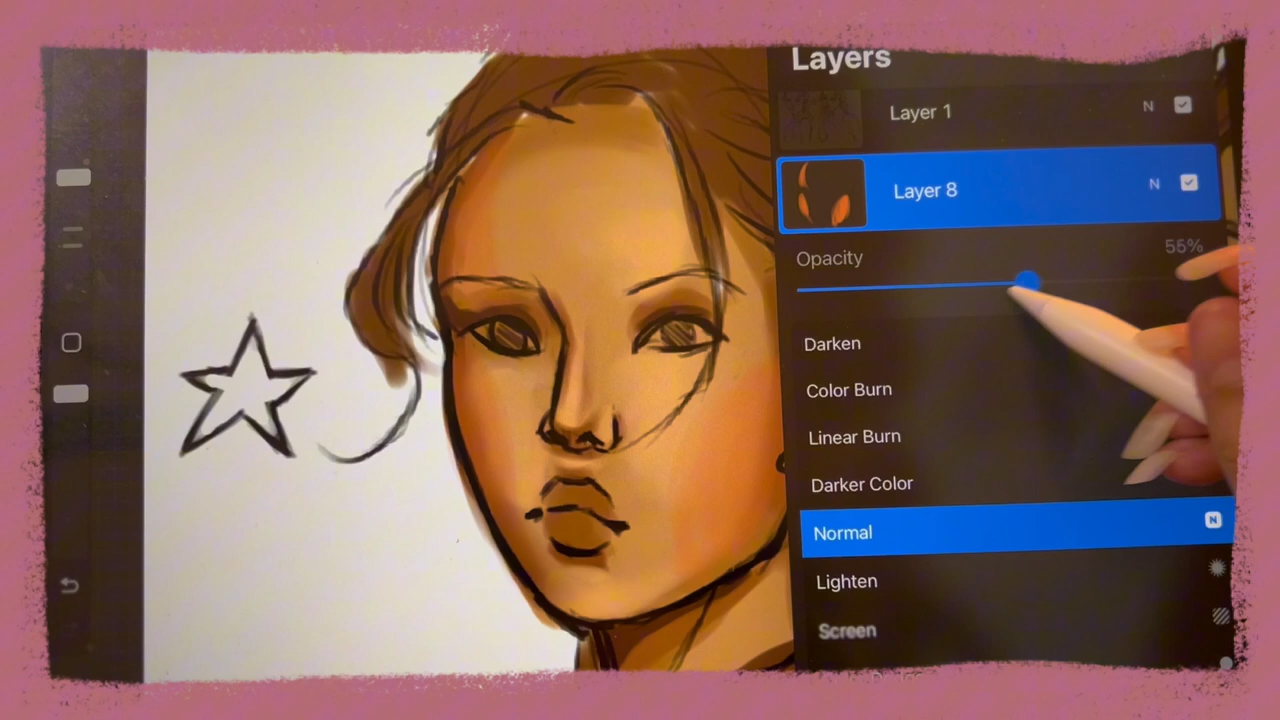 Layers
Layer 1 N
Layer 8 N
Opacity 55%
Darken
Color Burn
Linear Burn
Darker Color
Normal N
Lighten
Screen